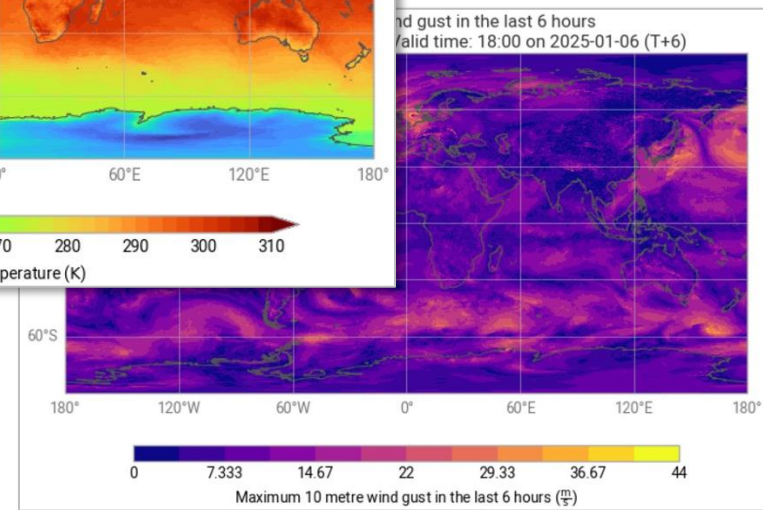 nd gust in the last 6 hours
Valid time: 18:00 on 2025-01-06 (T+6)
0° 60°E 120°E 180°
70 280 290 300 310
perature (K)
60°S
180° 120°W 60°W 0° 60°E 120°E 180°
0 7.333 14.67 22 29.33 36.67 44
Maximum 10 metre wind gust in the last 6 hours (m/s)